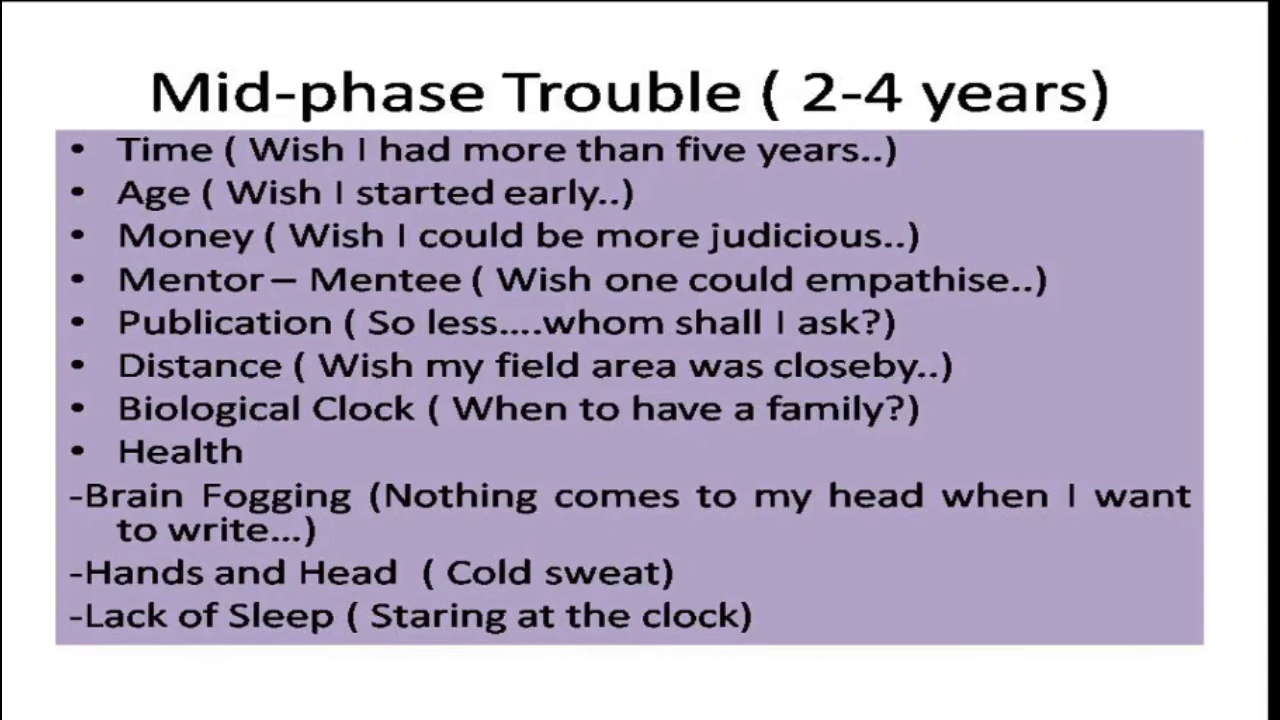 Mid-phase Trouble ( 2-4 years)
• Time ( Wish I had more than five years..)
• Age ( Wish I started early..)
• Money ( Wish I could be more judicious..)
• Mentor – Mentee ( Wish one could empathise..)
• Publication ( So less....whom shall I ask?)
• Distance ( Wish my field area was closeby..)
• Biological Clock ( When to have a family?)
• Health
-Brain Fogging (Nothing comes to my head when I want
to write...)
-Hands and Head ( Cold sweat)
-Lack of Sleep ( Staring at the clock)